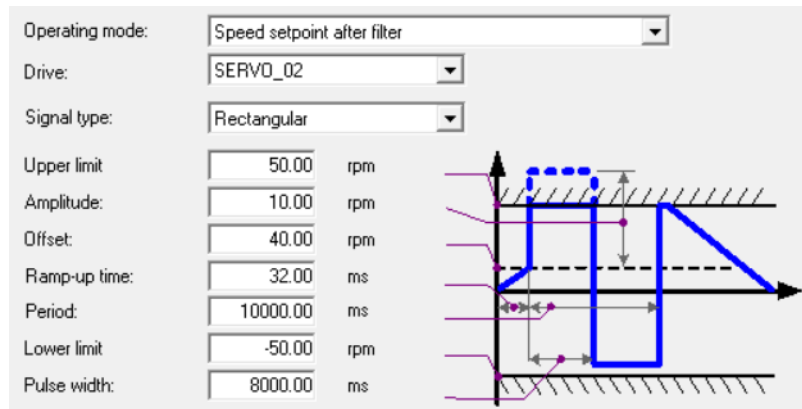 Operating mode: Speed setpoint after filter
Drive: SERVO_02
Signal type: Rectangular
Upper limit 50.00 rpm
Amplitude: 10.00 rpm
Offset: 40.00 rpm
Ramp-up time: 32.00 ms
Period: 10000.00 ms
Lower limit -50.00 rpm
Pulse width: 8000.00 ms